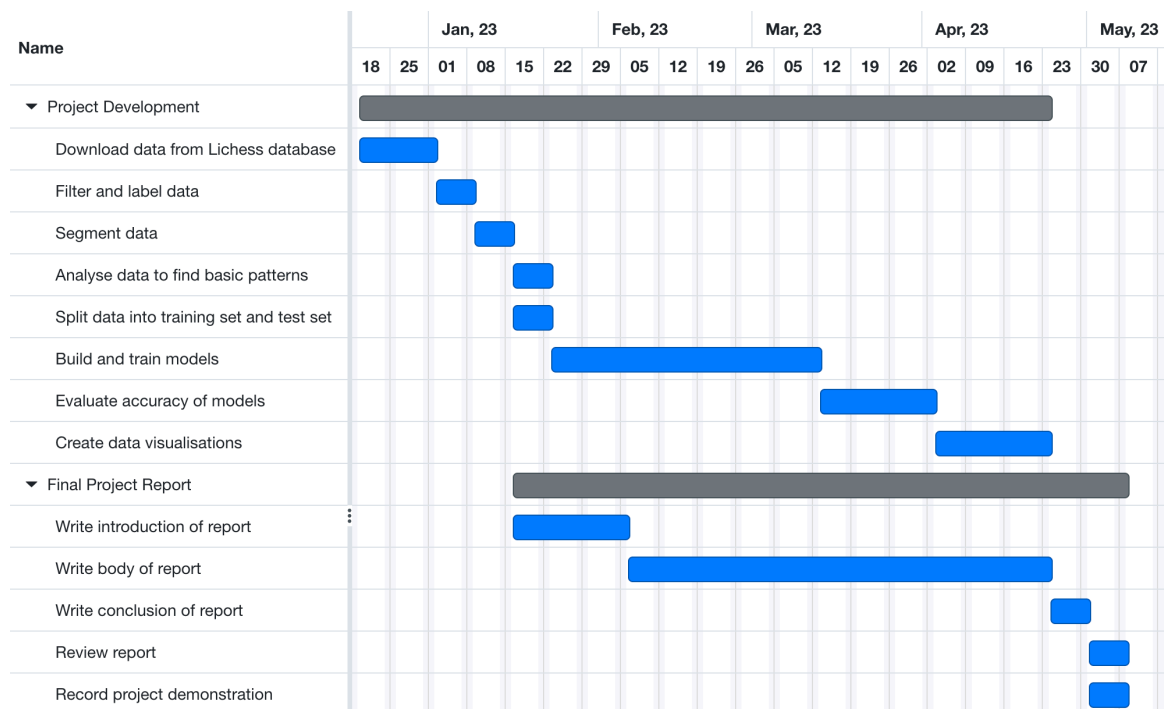 Name
Jan, 23 Feb, 23 Mar, 23 Apr, 23 May, 23
18 25 01 08 15 22 29 05 12 19 26 05 12 19 26 02 09 16 23 30 07
Project Development
Download data from Lichess database
Filter and label data
Segment data
Analyse data to find basic patterns
Split data into training set and test set
Build and train models
Evaluate accuracy of models
Create data visualisations
Final Project Report
Write introduction of report
Write body of report
Write conclusion of report
Review report
Record project demonstration